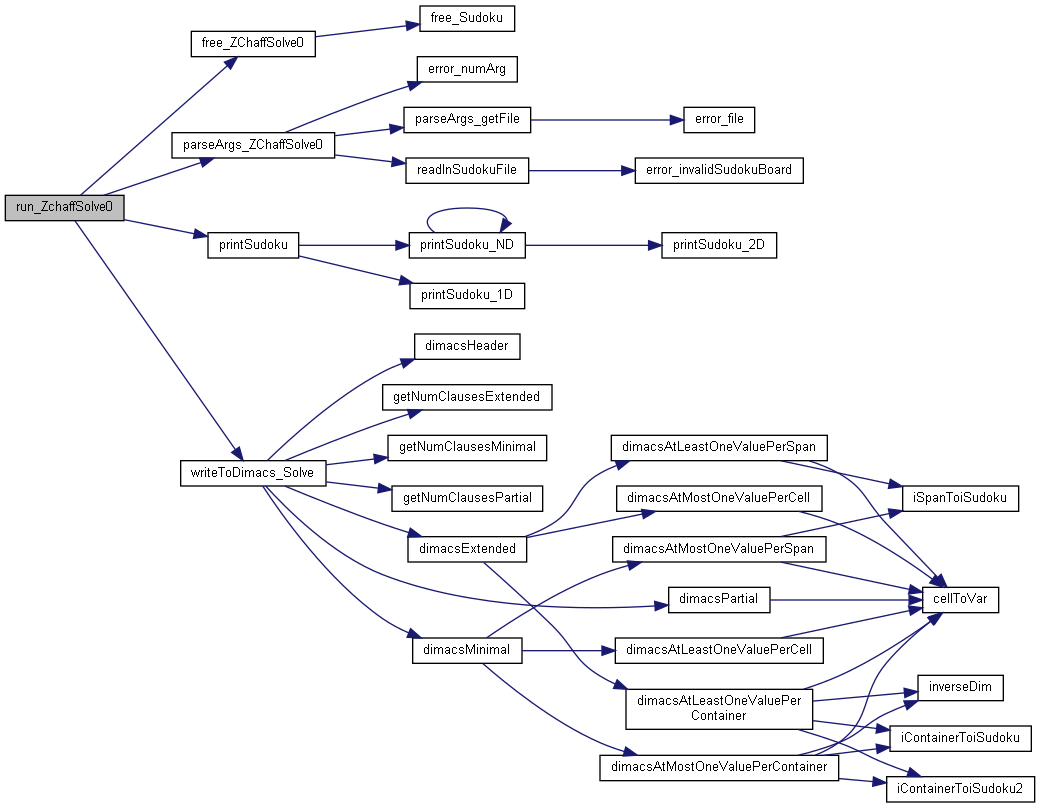 free_Sudoku
free_ZChaffSolve0
error_numArg
parseArgs_getFile
error_file
parseArgs_ZChaffSolve0
readInSudokuFile
error_invalidSudokuBoard
run_ZchaffSolve0
printSudoku
printSudoku_ND
printSudoku_2D
printSudoku_1D
dimacsHeader
getNumClausesExtended
getNumClausesMinimal
dimacsAtLeastOneValuePerSpan
writeToDimacs_Solve
getNumClausesPartial
dimacsAtMostOneValuePerCell
iSpanToiSudoku
dimacsExtended
dimacsAtMostOneValuePerSpan
dimacsPartial
cellToVar
dimacsMinimal
dimacsAtLeastOneValuePerCell
inverseDim
dimacsAtLeastOneValuePer
Container
iContainerToiSudoku
dimacsAtMostOneValuePerContainer
iContainerToiSudoku2